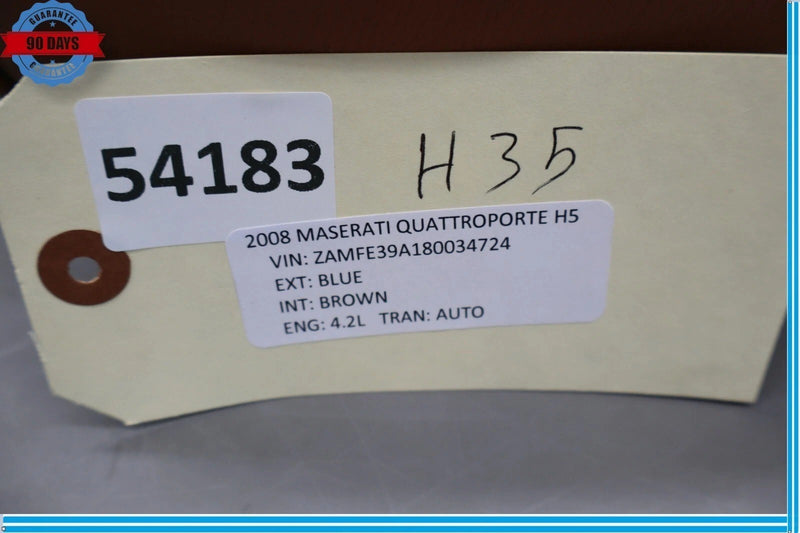 GUARANTEE
90 DAYS
GUARANTEE
54183
H 35
2008 MASERATI QUATTROPORTE H5
VIN: ZAMFE39A180034724
EXT: BLUE
INT: BROWN
ENG: 4.2L TRAN: AUTO